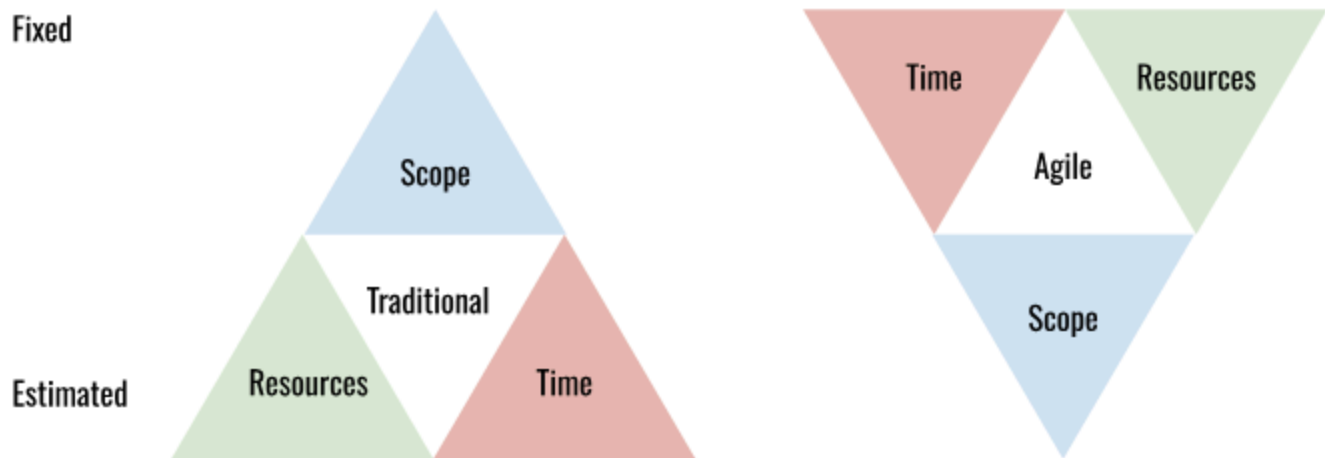 Fixed
Scope
Traditional
Resources
Time
Estimated
Time
Resources
Agile
Scope